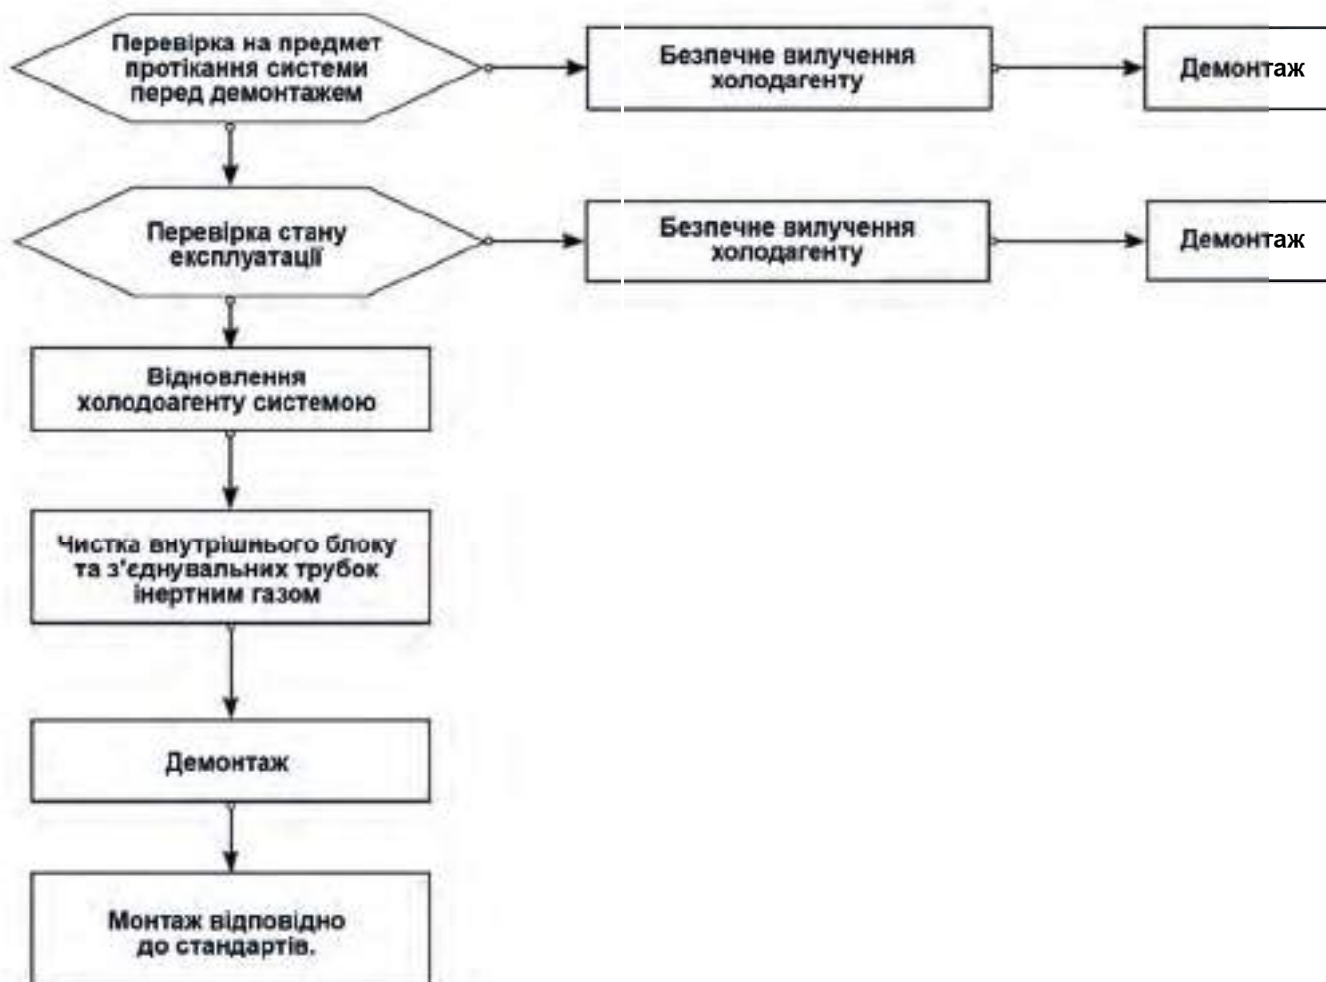 Перевірка на предмет
протікання системи
перед демонтажем
Безпечне вилучення
холодагенту
Демонтаж
Перевірка стану
експлуатації
Безпечне вилучення
холодагенту
Демонтаж
Відновлення
холодоагенту системою
Чистка внутрішнього блоку
та з'єднувальних трубок
інертним газом
Демонтаж
Монтаж відповідно
до стандартів.